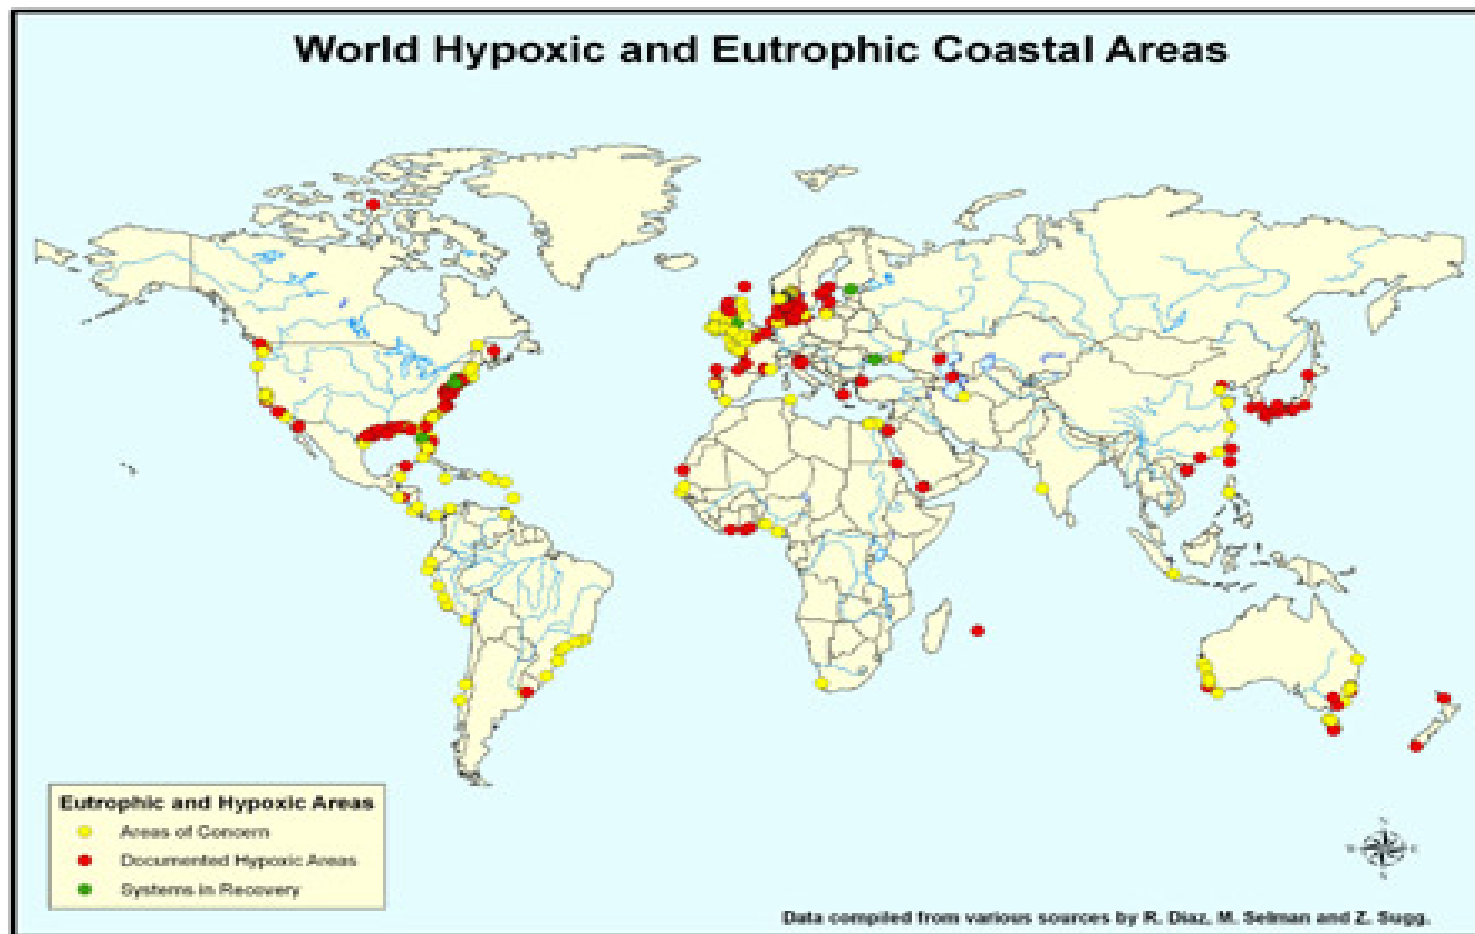 World Hypoxic and Eutrophic Coastal Areas
Eutrophic and Hypoxic Areas
Areas of Concern
Documented Hypoxic Areas
Systems in Recovery
N
W E
S
Data compiled from various sources by R. Diaz, M. Selman and Z. Sugg.